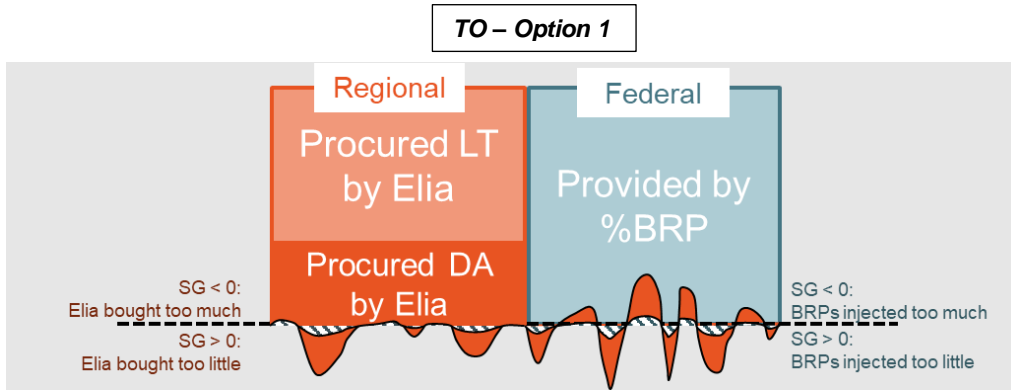 TO – Option 1
Regional
Federal
Procured LT
by Elia
Provided by
%BRP
Procured DA
by Elia
SG < 0:
Elia bought too much
SG > 0:
Elia bought too little
SG < 0:
BRPs injected too much
SG > 0:
BRPs injected too little